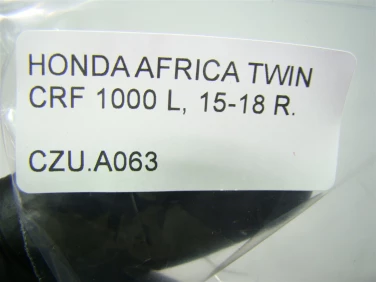 HONDA AFRICA TWIN
CRF 1000 L, 15-18 R.
CZU.A063